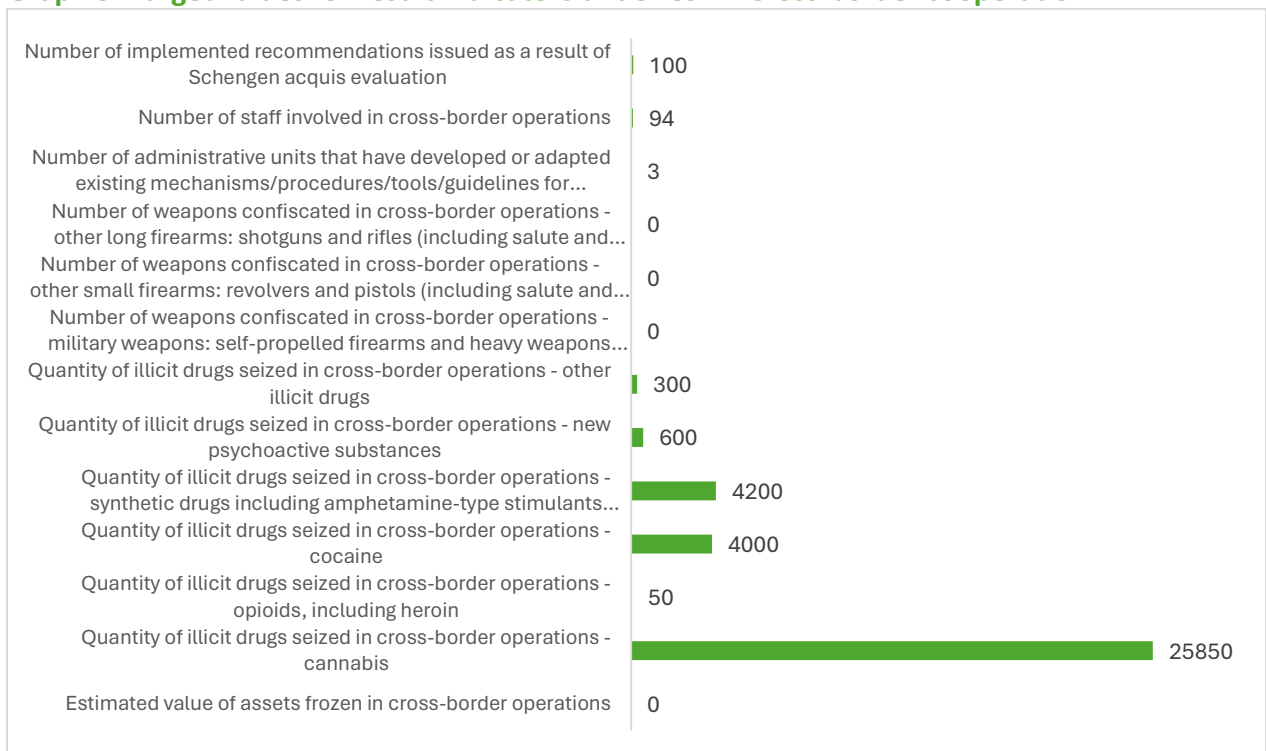 Number of implemented recommendations issued as a result of
Schengen acquis evaluation
100
Number of staff involved in cross-border operations
94
Number of administrative units that have developed or adapted
existing mechanisms/procedures/tools/guidelines for...
3
Number of weapons confiscated in cross-border operations -
other long firearms: shotguns and rifles (including salute and...
0
Number of weapons confiscated in cross-border operations -
other small firearms: revolvers and pistols (including salute and...
0
Number of weapons confiscated in cross-border operations -
military weapons: self-propelled firearms and heavy weapons...
0
Quantity of illicit drugs seized in cross-border operations - other
illicit drugs
300
Quantity of illicit drugs seized in cross-border operations - new
psychoactive substances
600
Quantity of illicit drugs seized in cross-border operations -
synthetic drugs including amphetamine-type stimulants...
4200
Quantity of illicit drugs seized in cross-border operations -
cocaine
4000
Quantity of illicit drugs seized in cross-border operations -
opioids, including heroin
50
Quantity of illicit drugs seized in cross-border operations -
cannabis
25850
Estimated value of assets frozen in cross-border operations
0